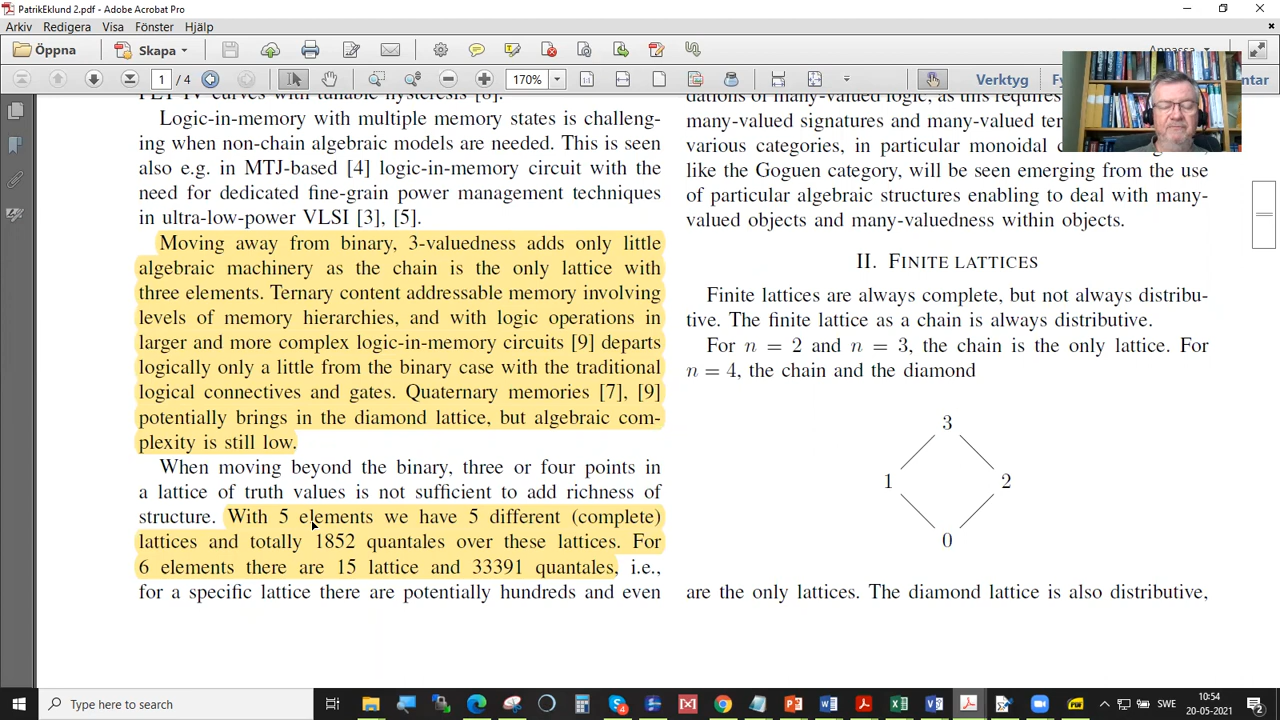 PatrikEklund 2.pdf - Adobe Acrobat Pro
Arkiv Redigera Visa Fönster Hjälp
Öppna Skapa
1 / 4 170% Verktyg
Logic-in-memory with multiple memory states is challeng-
ing when non-chain algebraic models are needed. This is seen
also e.g. in MTJ-based [4] logic-in-memory circuit with the
need for dedicated fine-grain power management techniques
in ultra-low-power VLSI [3], [5].
Moving away from binary, 3-valuedness adds only little
algebraic machinery as the chain is the only lattice with
three elements. Ternary content addressable memory involving
levels of memory hierarchies, and with logic operations in
larger and more complex logic-in-memory circuits [9] departs
logically only a little from the binary case with the traditional
logical connectives and gates. Quaternary memories [7], [9]
potentially brings in the diamond lattice, but algebraic com-
plexity is still low.
When moving beyond the binary, three or four points in
a lattice of truth values is not sufficient to add richness of
structure. With 5 elements we have 5 different (complete)
lattices and totally 1852 quantales over these lattices. For
6 elements there are 15 lattice and 33391 quantales, i.e.,
for a specific lattice there are potentially hundreds and even
dations of many-valued logic, as this requires
many-valued signatures and many-valued
various categories, in particular monoidal
like the Goguen category, will be seen emerging from the use
of particular algebraic structures enabling to deal with many-
valued objects and many-valuedness within objects.
II. FINITE LATTICES
Finite lattices are always complete, but not always distribu-
tive. The finite lattice as a chain is always distributive.
For n = 2 and n = 3, the chain is the only lattice. For
n = 4, the chain and the diamond
3
1 2
0
are the only lattices. The diamond lattice is also distributive,
Type here to search
SWE
10:54
20-05-2021